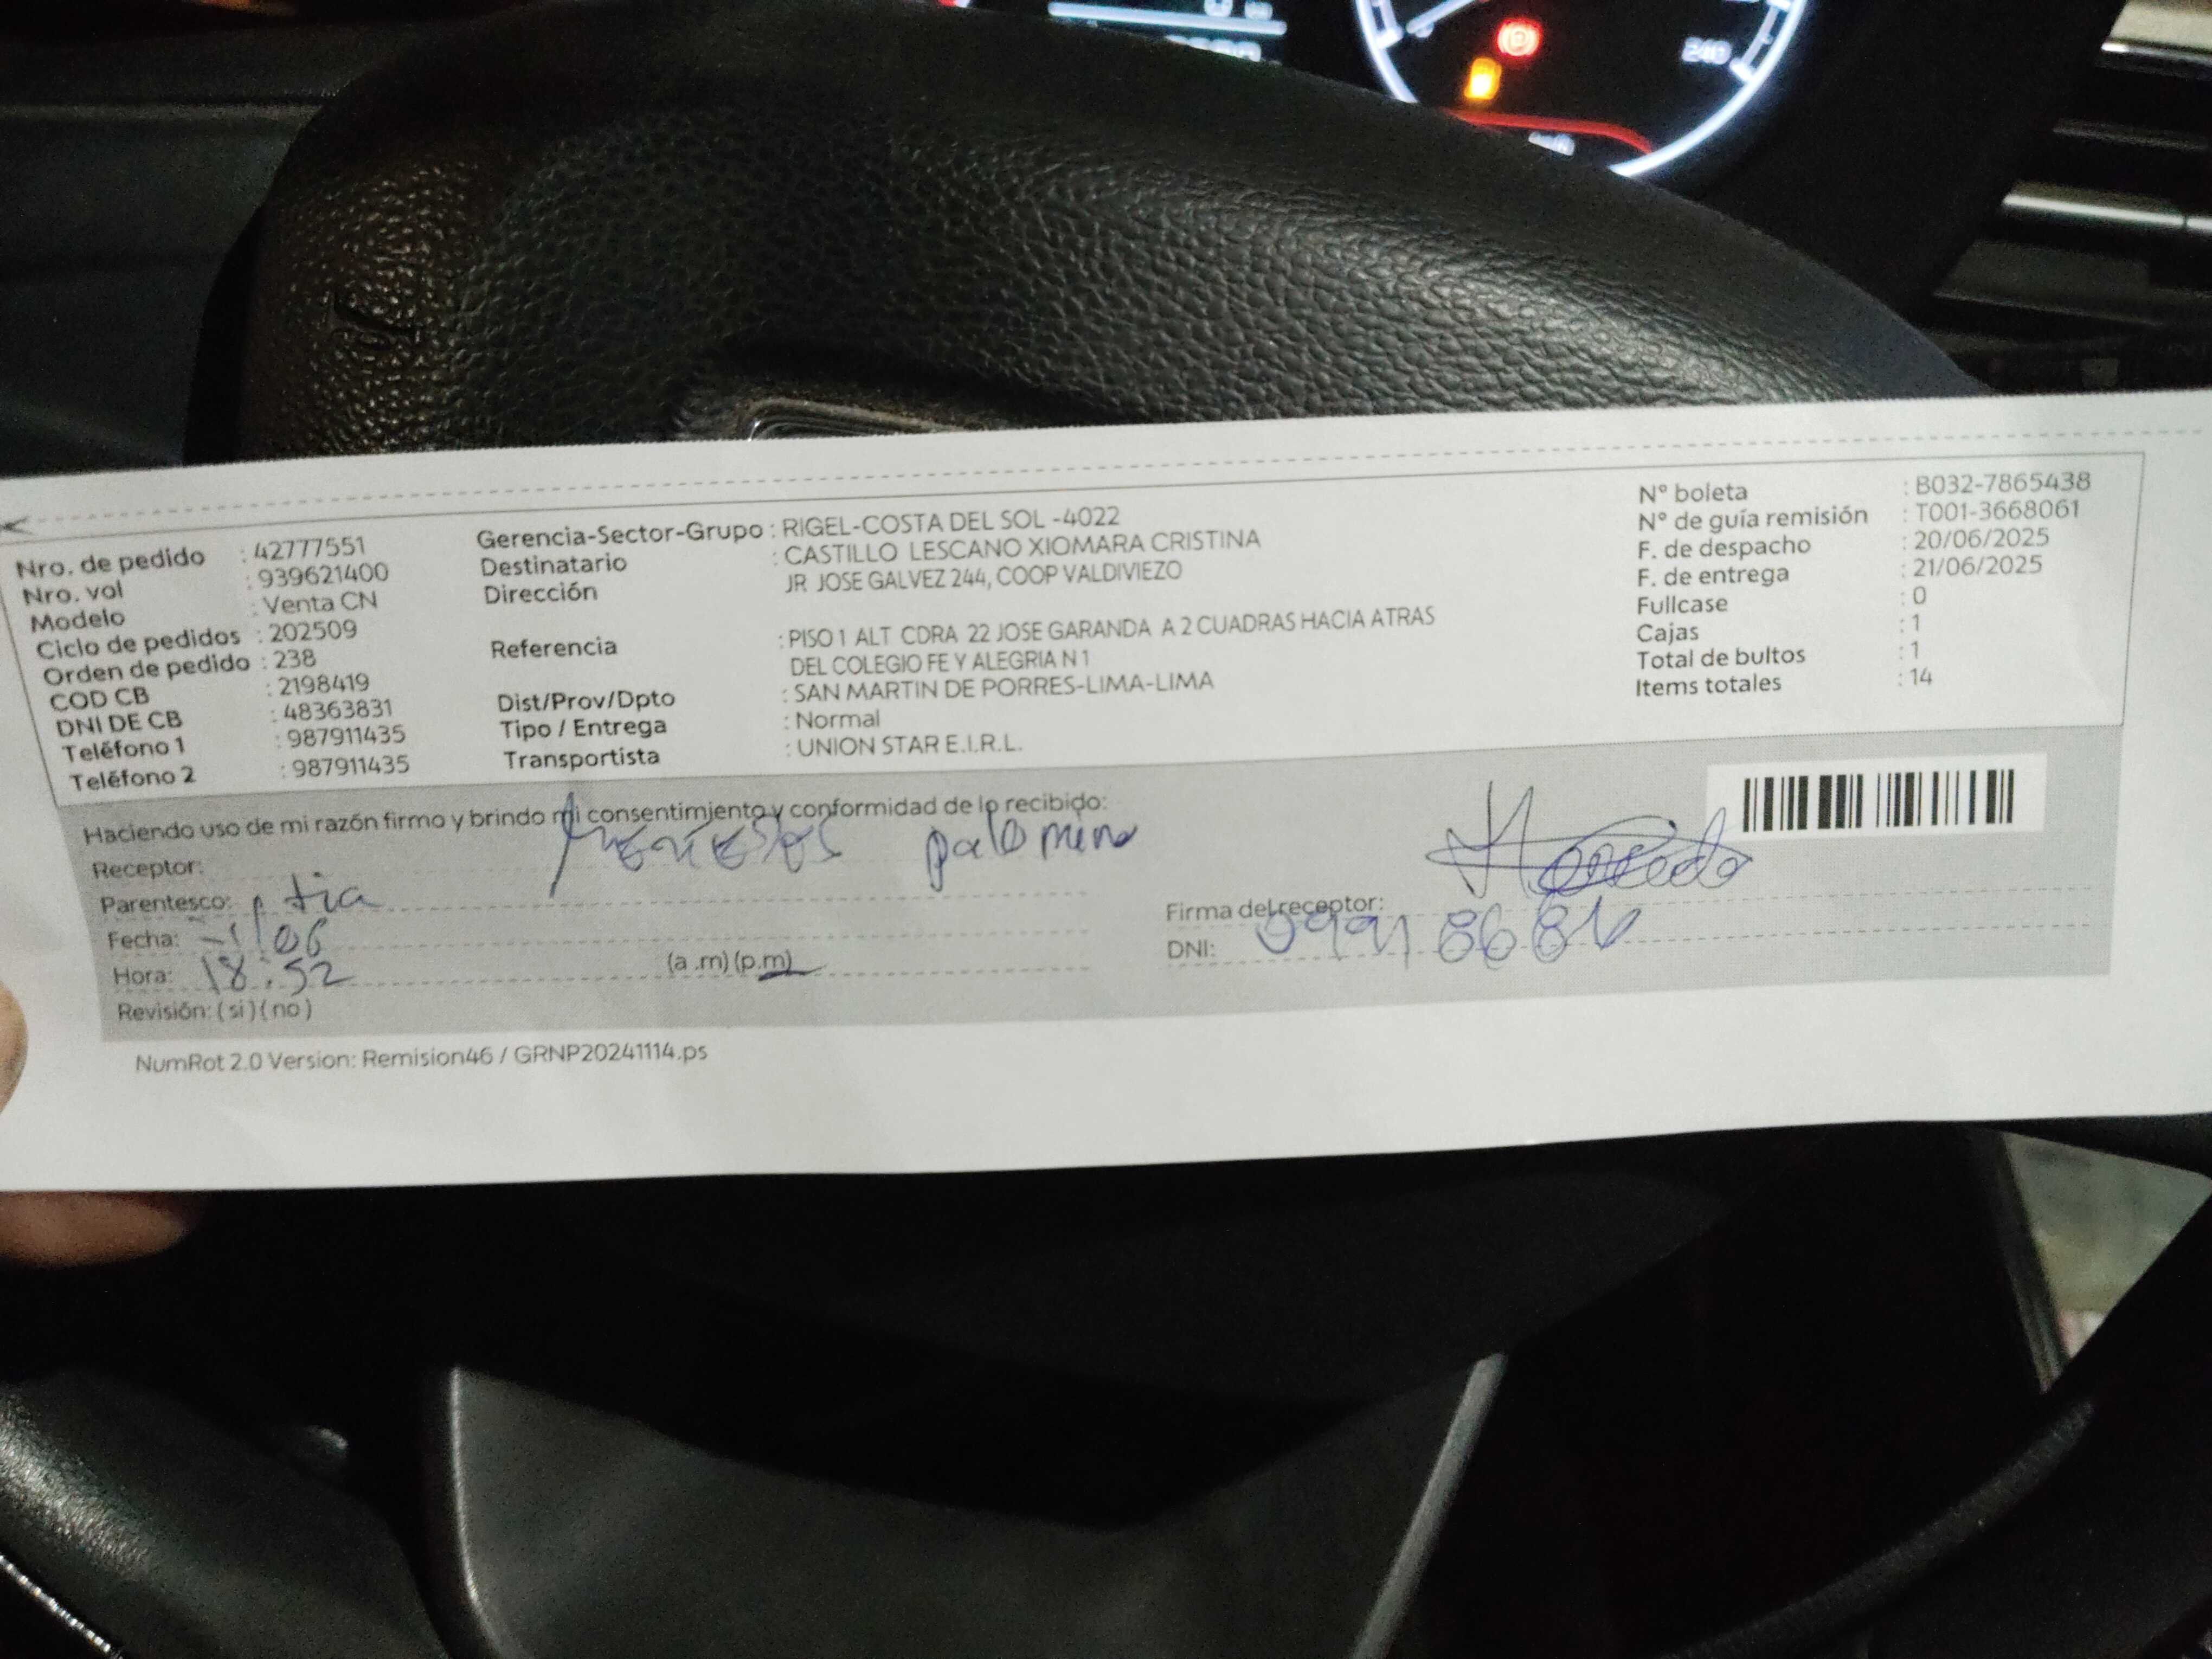 240
km/h
Nro. de pedido : 42777551
Nro. vol : 939621400
Modelo : Venta CN
Ciclo de pedidos : 202509
Orden de pedido : 238
COD CB : 2198419
DNI DE CB : 48363831
Teléfono 1 : 987911435
Teléfono 2 : 987911435
Gerencia-Sector-Grupo : RIGEL-COSTA DEL SOL -4022
Destinatario : CASTILLO LESCANO XIOMARA CRISTINA
Dirección JR JOSE GALVEZ 244, COOP VALDIVIEZO
Referencia : PISO 1 ALT CDRA 22 JOSE GARANDA A 2 CUADRAS HACIA ATRAS
DEL COLEGIO FE Y ALEGRIA N 1
Dist/Prov/Dpto : SAN MARTIN DE PORRES-LIMA-LIMA
Tipo / Entrega : Normal
Transportista : UNION STAR E.I.R.L.
N° boleta : B032-7865438
N° de guía remisión : T001-3668061
F. de despacho : 20/06/2025
F. de entrega : 21/06/2025
Fullcase : 0
Cajas : 1
Total de bultos : 1
Items totales : 14
Haciendo uso de mi razón firmo y brindo mi consentimiento y conformidad de lo recibido:
Receptor: palomino
Parentesco: tia
Fecha: /06
Hora: 18:52 (a .m) (p.m)
Revisión: ( si ) ( no )
Firma del receptor:
DNI:
NumRot 2.0 Version: Remision46 / GRNP20241114.ps